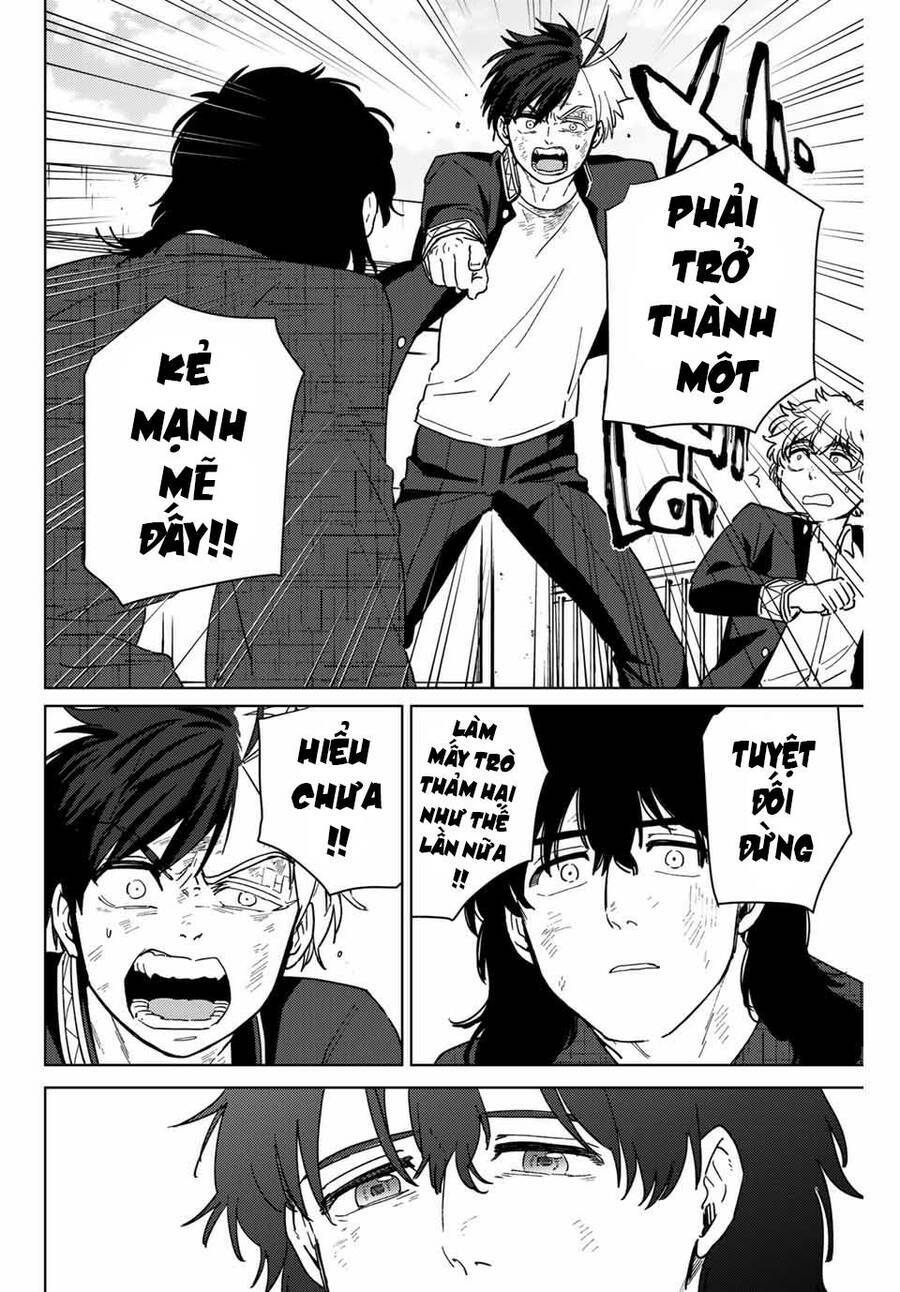 PHẢI
TRỞ
THÀNH
MỘT
KẺ
MẠNH
MẼ
ĐẤY!!
TUYỆT
ĐỐI
ĐỪNG
LÀM
MẤY TRÒ
THẢM HẠI
NHƯ THẾ
LẦN NỮA
!!
HIỂU
CHƯA
!!